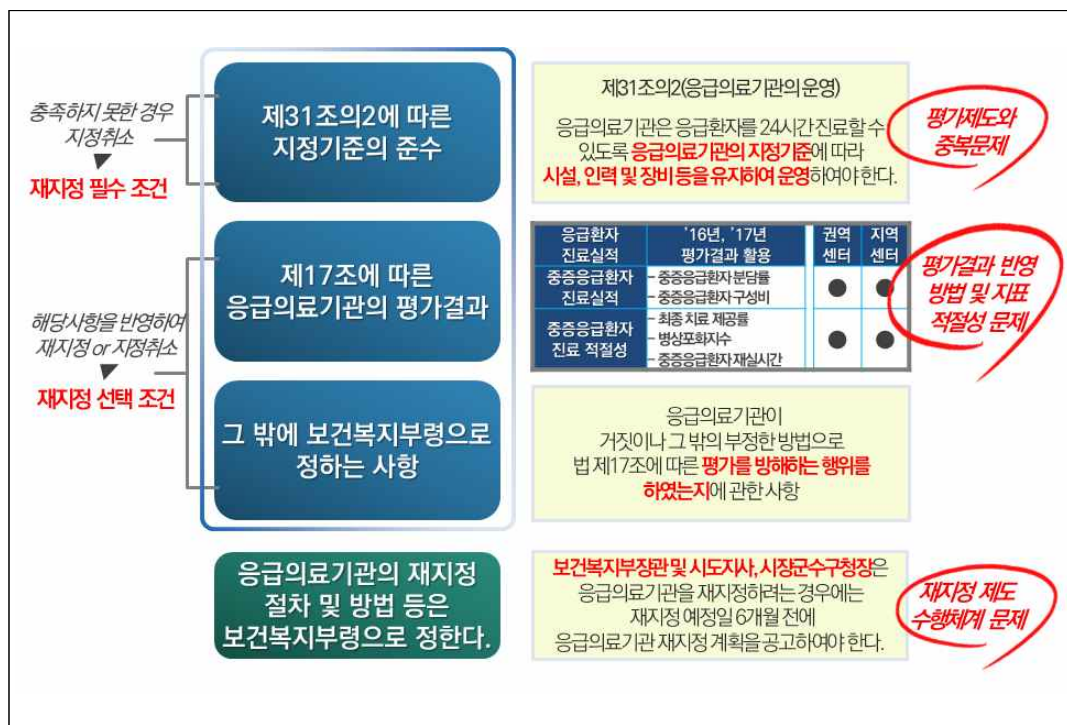 충족하지 못한 경우
지정취소
재지정 필수 조건
제31조의2에 따른
지정기준의 준수
제31조의2(응급의료기관의 운영)
응급의료기관은 응급환자를 24시간 진료할 수
있도록 응급의료기관의 지정기준에 따라
시설, 인력 및 장비 등을 유지하여 운영하여야 한다.
평가제도와
중복문제
해당사항을 반영하여
재지정 or 지정취소
재지정 선택 조건
제17조에 따른
응급의료기관의 평가결과
응급환자
진료실적
'16년, '17년
평가결과 활용
권역
센터
지역
센터
중증응급환자
진료실적
- 중증응급환자 분담률
- 중증응급환자 구성비
● ●
중증응급환자
진료 적절성
- 최종 치료 제공률
- 병상포화지수
- 중증응급환자 재실시간
● ●
평가결과 반영
방법 및 지표
적절성 문제
그 밖에 보건복지부령으로
정하는 사항
응급의료기관이
거짓이나 그 밖의 부정한 방법으로
법 제17조에 따른 평가를 방해하는 행위를
하였는지에 관한 사항
응급의료기관의 재지정
절차 및 방법 등은
보건복지부령으로 정한다.
보건복지부장관 및 시도지사, 시장군수구청장은
응급의료기관을 재지정하려는 경우에는
재지정 예정일 6개월 전에
응급의료기관 재지정 계획을 공고하여야 한다.
재지정 제도
수행체계 문제